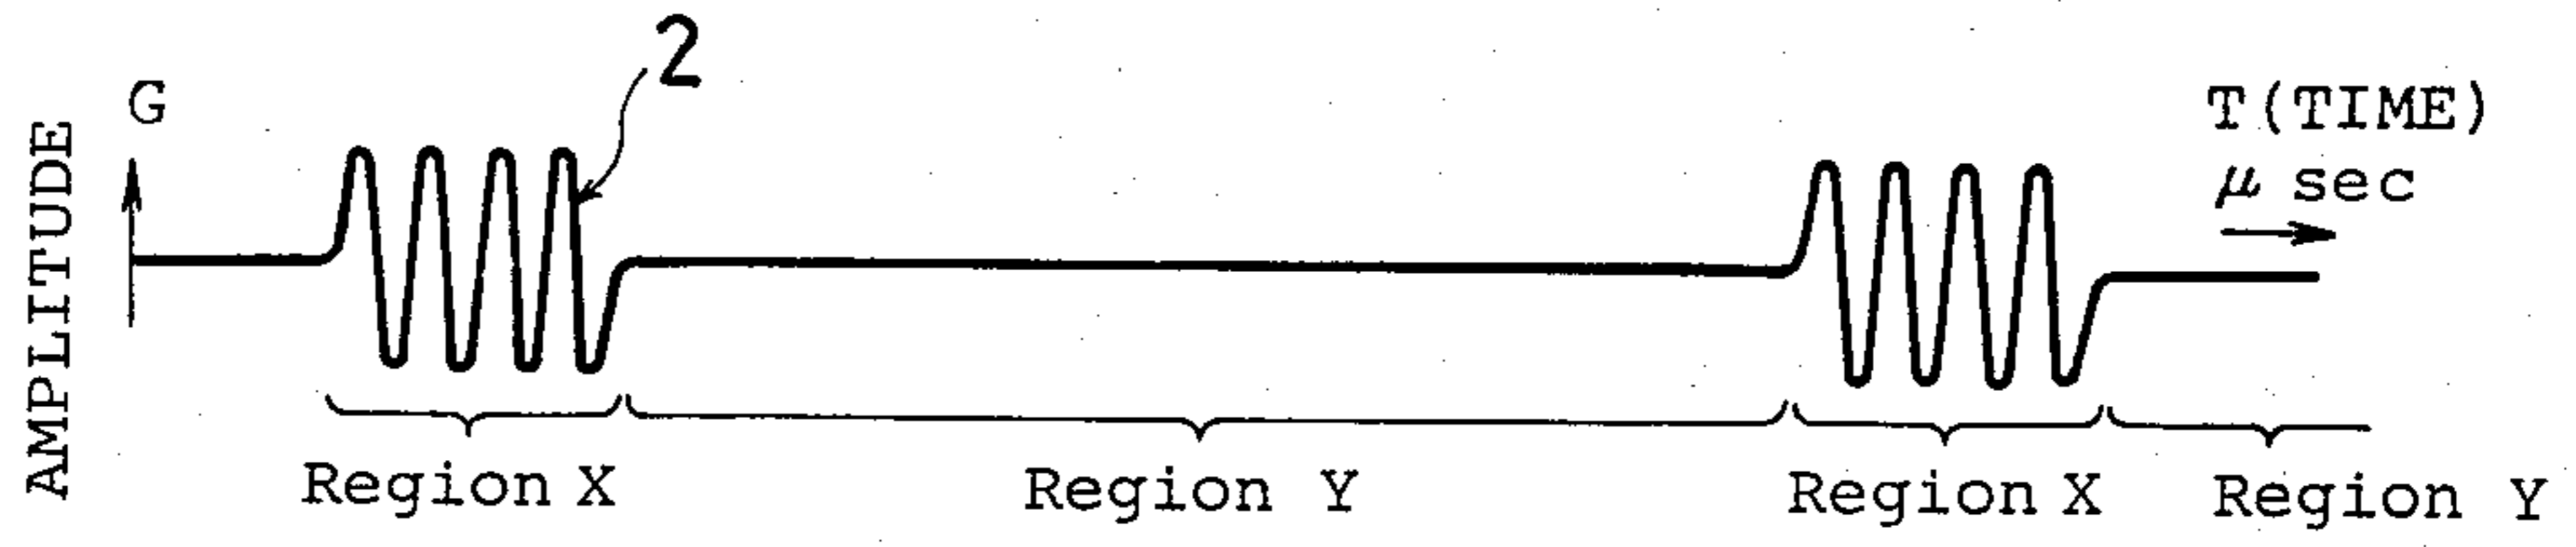 2
G
T(TIME)
μ sec
AMPLITUDE
Region X
Region Y
Region X
Region Y